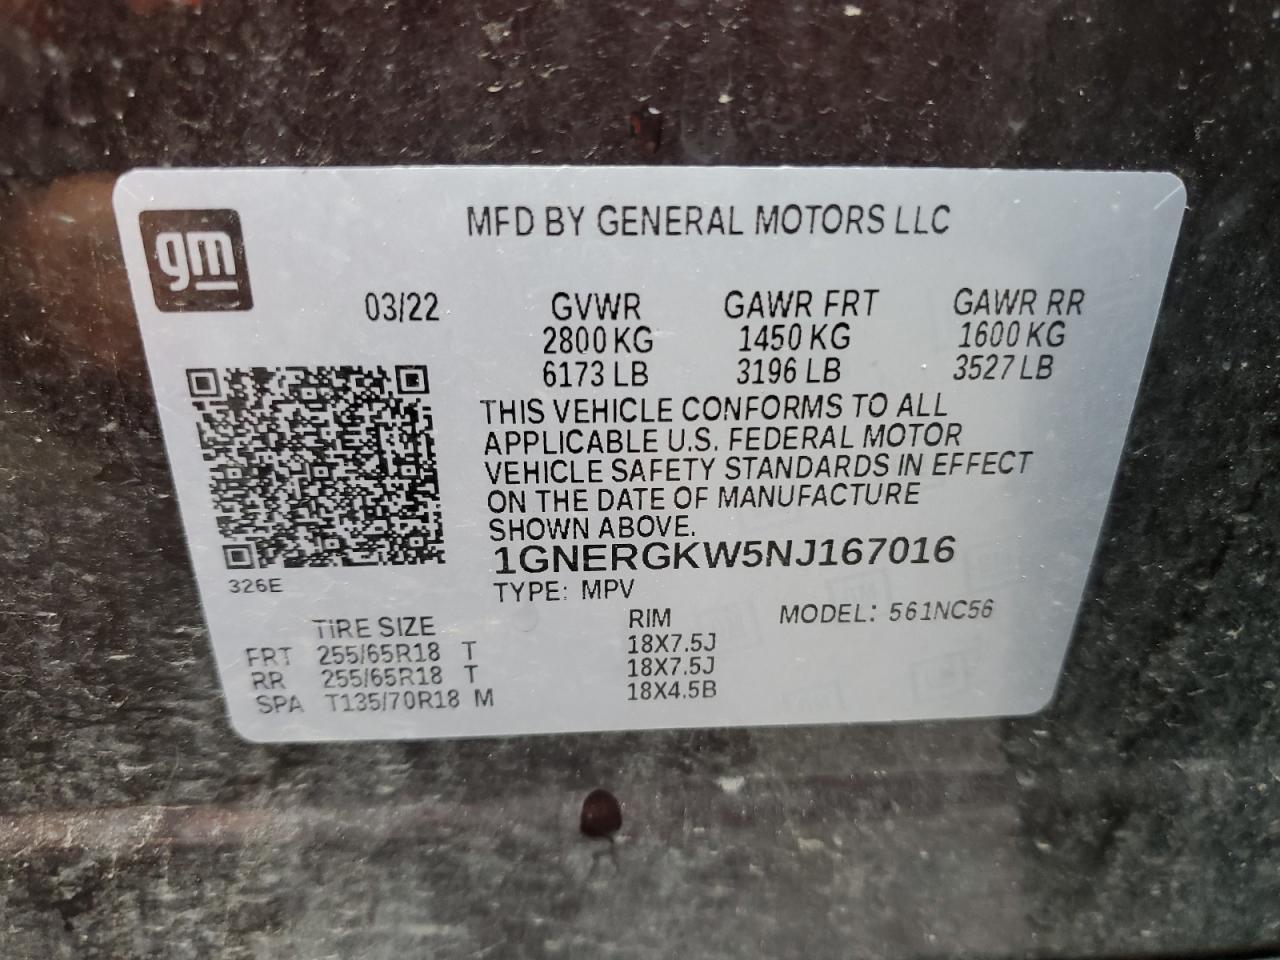 gm
MFD BY GENERAL MOTORS LLC
03/22 GVWR GAWR FRT GAWR RR
2800 KG 1450 KG 1600 KG
6173 LB 3196 LB 3527 LB
THIS VEHICLE CONFORMS TO ALL
APPLICABLE U.S. FEDERAL MOTOR
VEHICLE SAFETY STANDARDS IN EFFECT
ON THE DATE OF MANUFACTURE
SHOWN ABOVE.
1GNERGKW5NJ167016
326E
TYPE: MPV
TIRE SIZE RIM MODEL: 561NC56
FRT 255/65R18 T 18X7.5J
RR 255/65R18 T 18X7.5J
SPA T135/70R18 M 18X4.5B